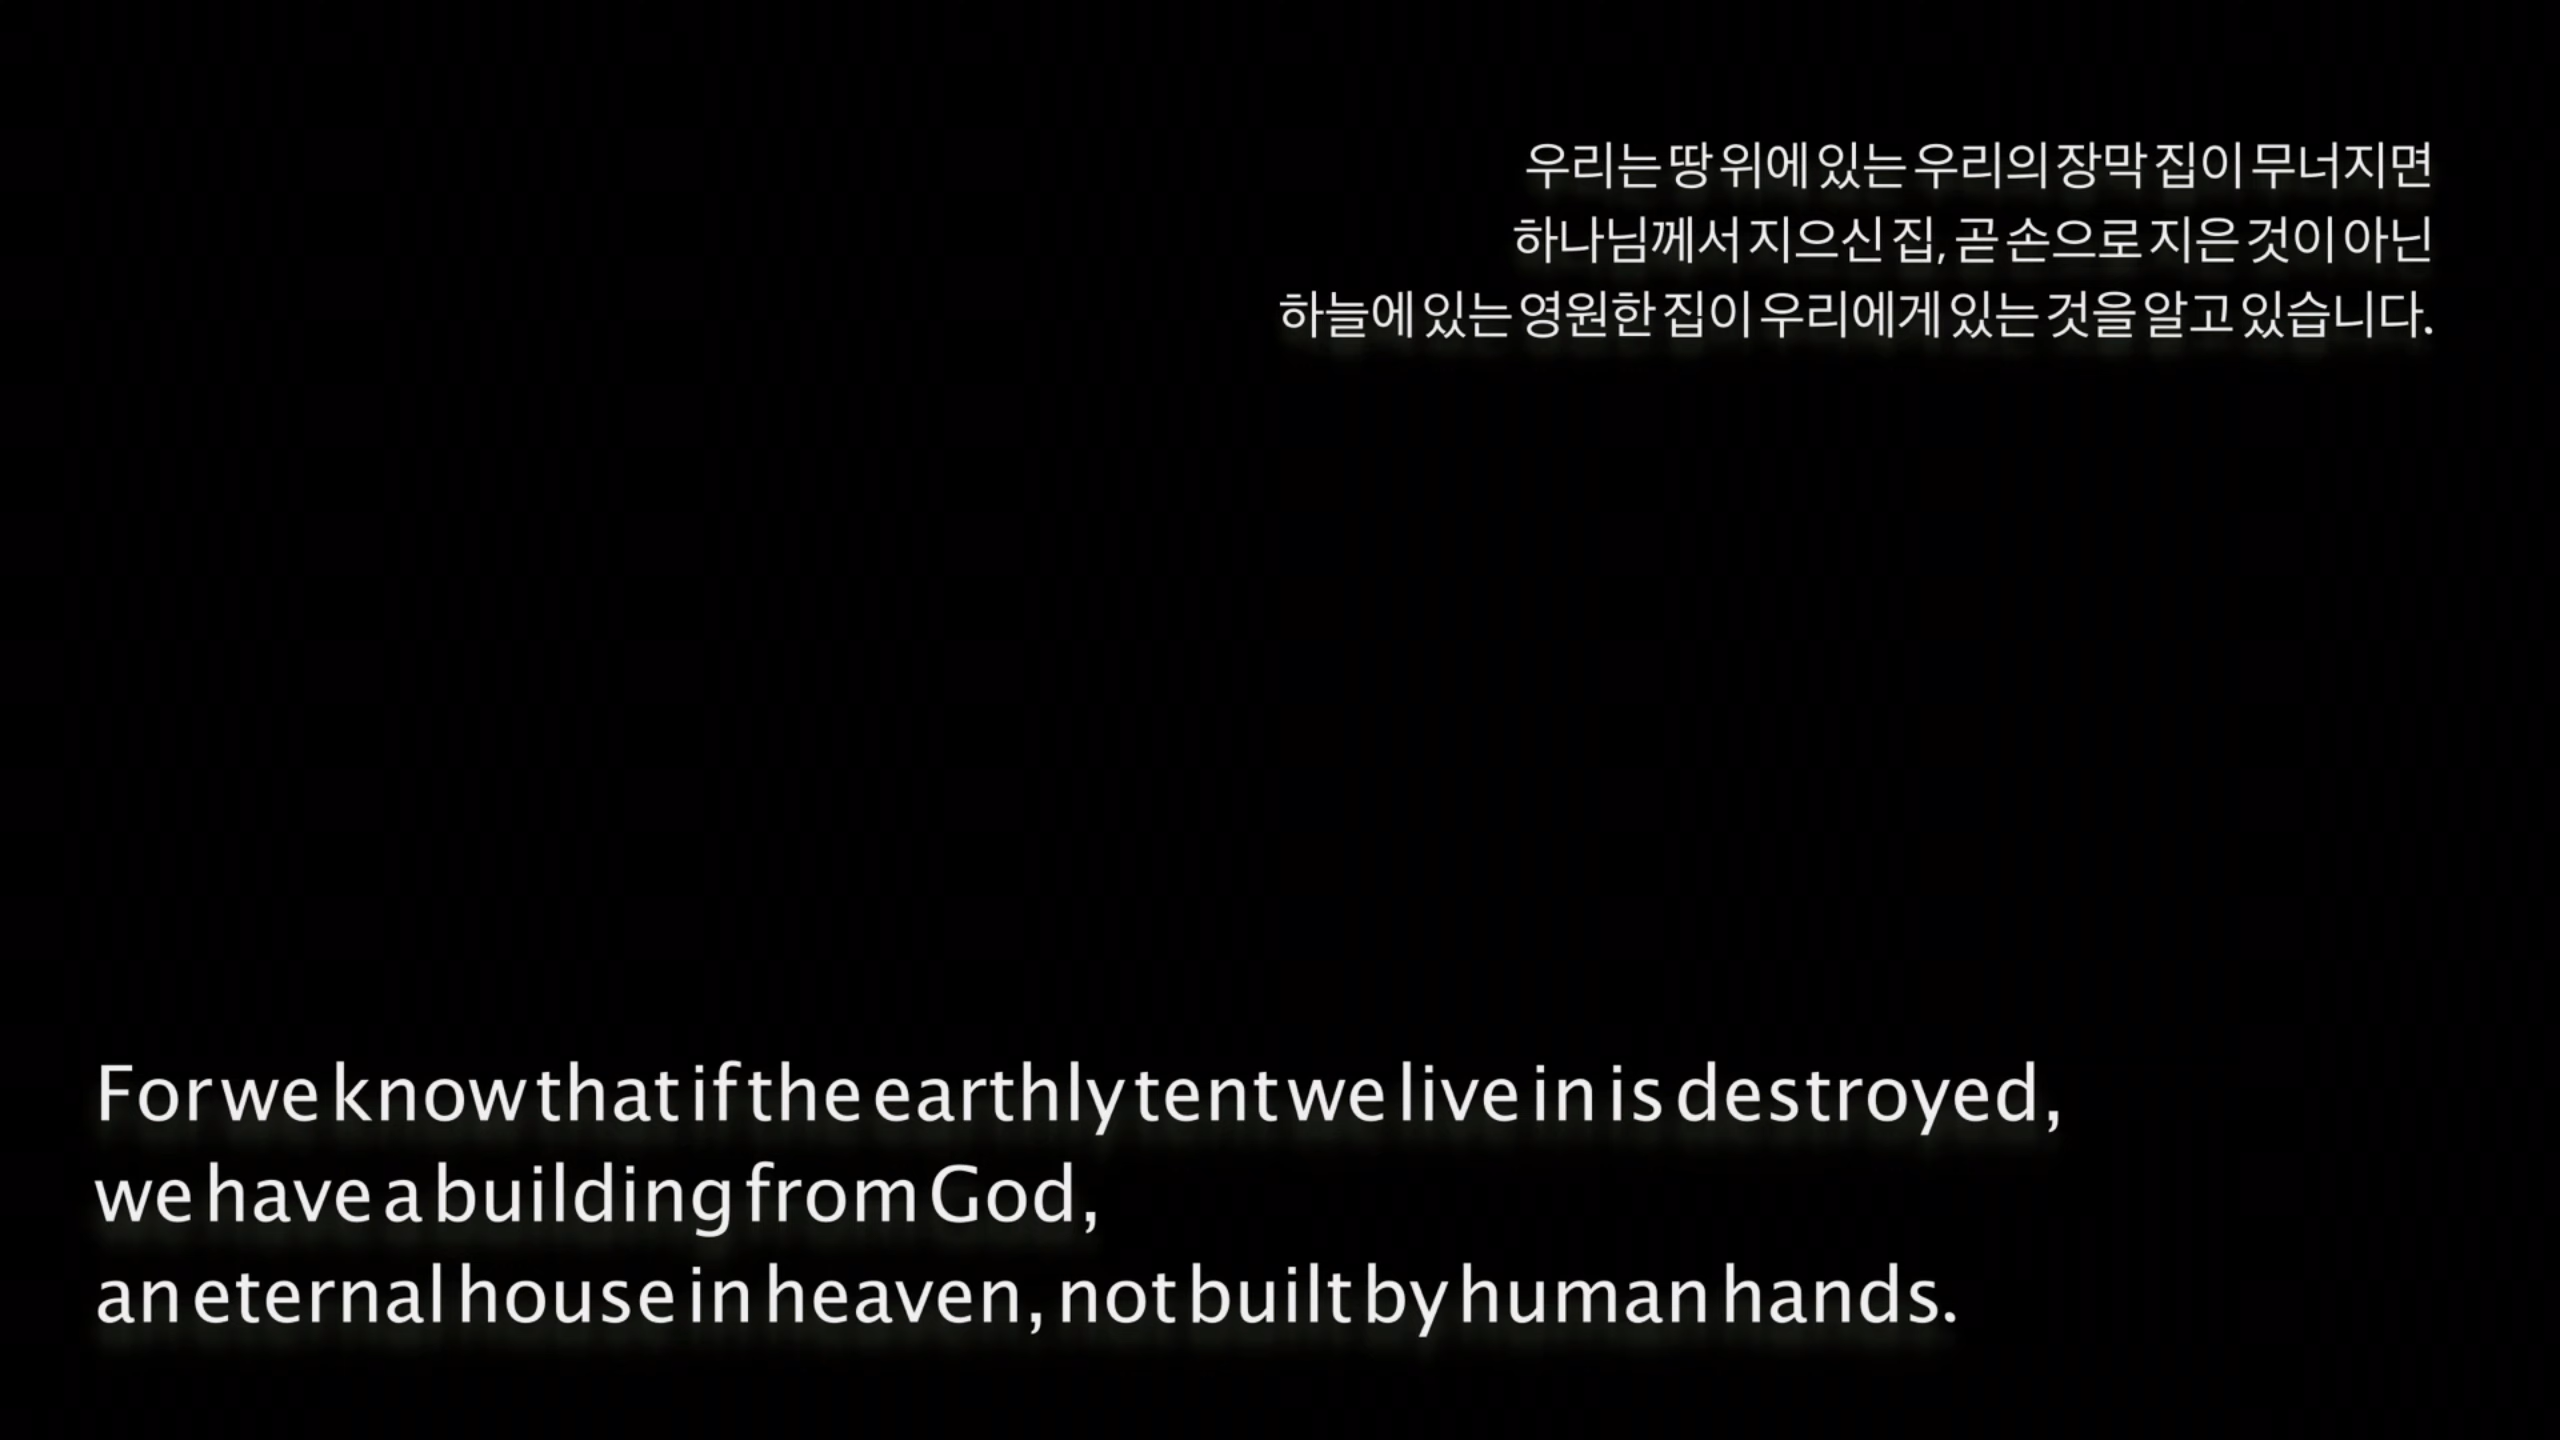 우리는 땅 위에 있는 우리의 장막 집이 무너지면
하나님께서 지으신 집, 곧 손으로 지은 것이 아닌
하늘에 있는 영원한 집이 우리에게 있는 것을 알고 있습니다.
For we know that if the earthly tent we live in is destroyed,
we have a building from God,
an eternal house in heaven, not built by human hands.